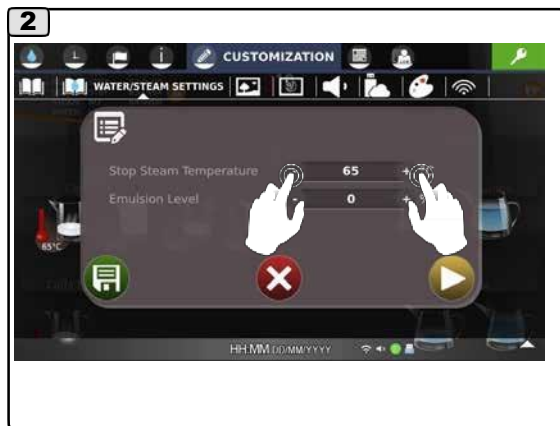 2
CUSTOMIZATION
WATER/STEAM SETTINGS
Stop Steam Temperature - 65 +
Emulsion Level - 0 + %
65°C
HH:MM DD/MM/YYYY